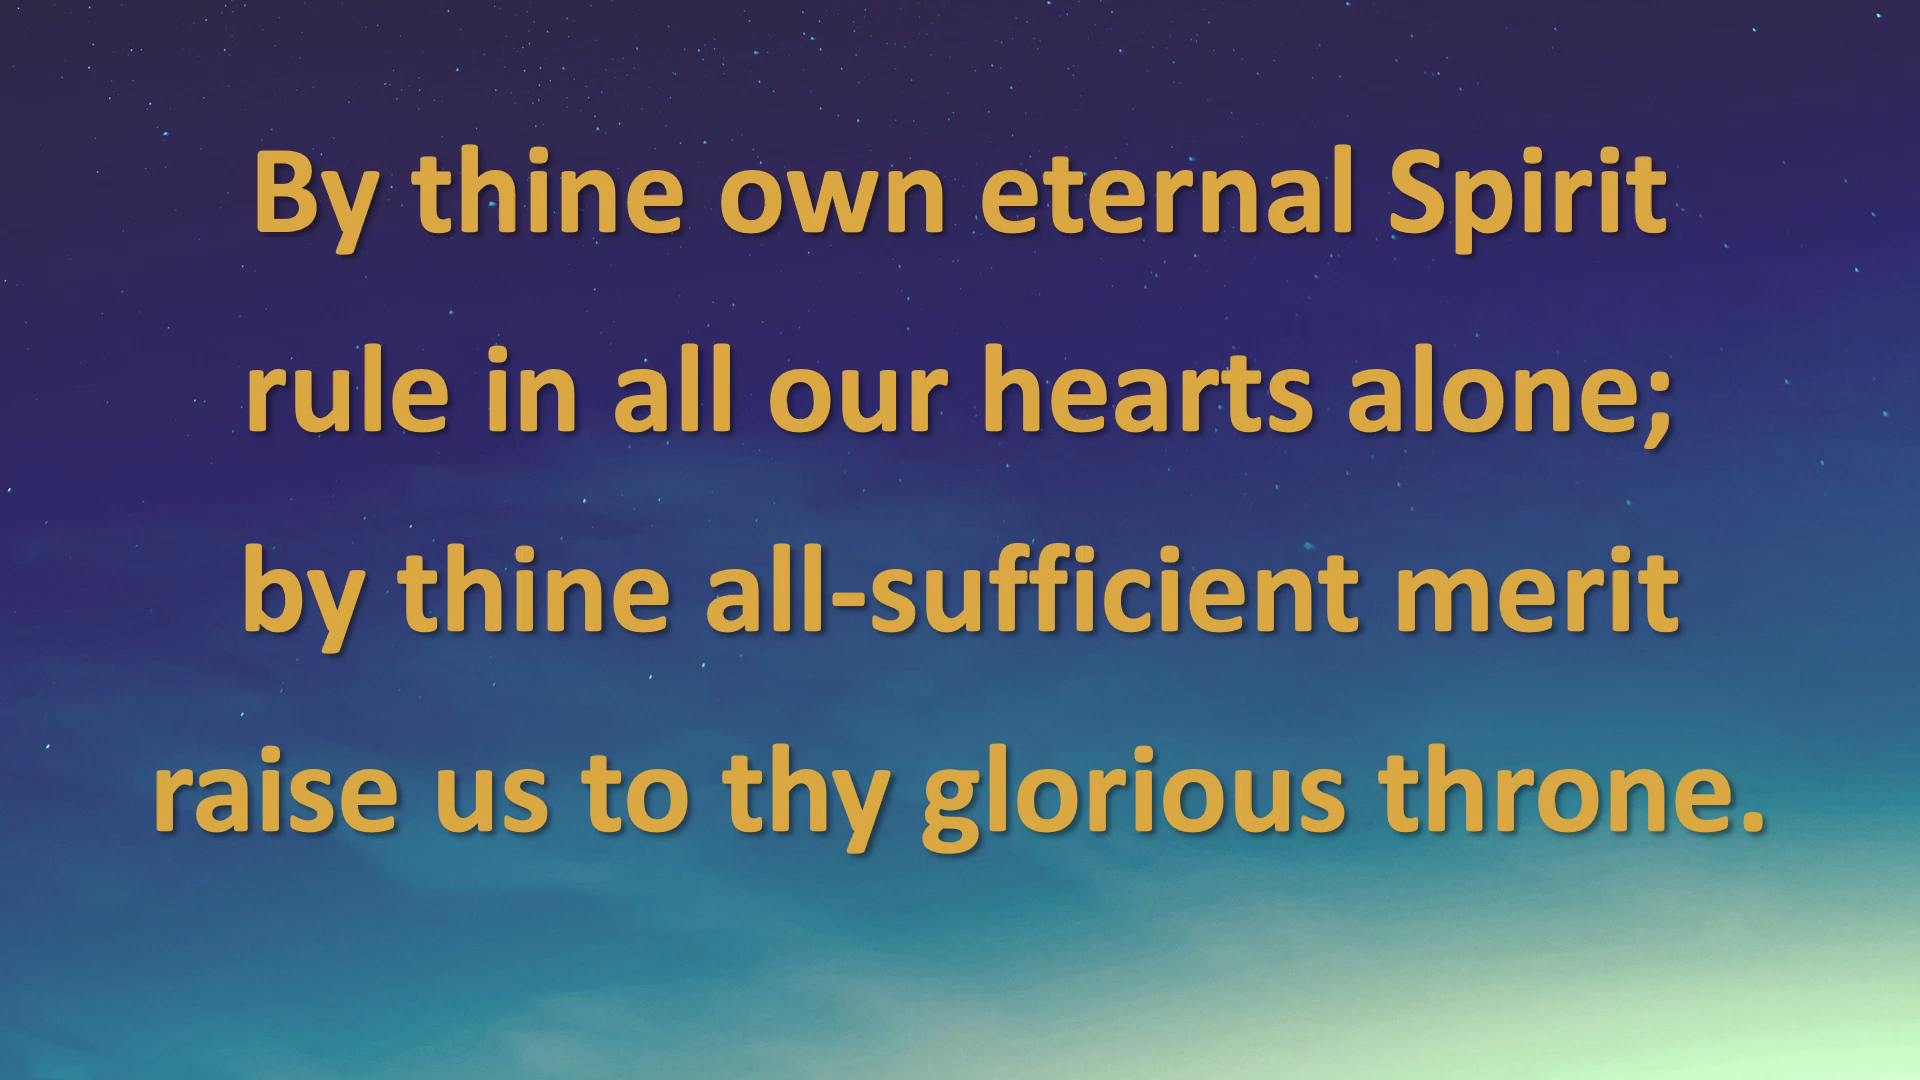 By thine own eternal Spirit
rule in all our hearts alone;
by thine all-sufficient merit
raise us to thy glorious throne.